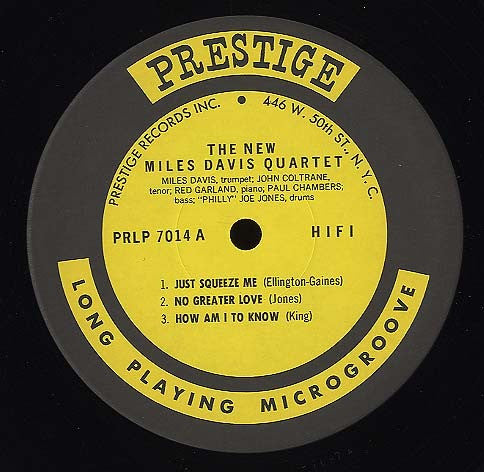 PRESTIGE
PRESTIGE RECORDS INC. • 446 W. 50th ST., N.Y.C.
THE NEW
MILES DAVIS QUARTET
MILES DAVIS, trumpet; JOHN COLTRANE,
tenor; RED GARLAND, piano; PAUL CHAMBERS;
bass; "PHILLY" JOE JONES, drums
PRLP 7014 A HIFI
1. JUST SQUEEZE ME (Ellington-Gaines)
2. NO GREATER LOVE (Jones)
3. HOW AM I TO KNOW (King)
LONG PLAYING MICROGROOVE